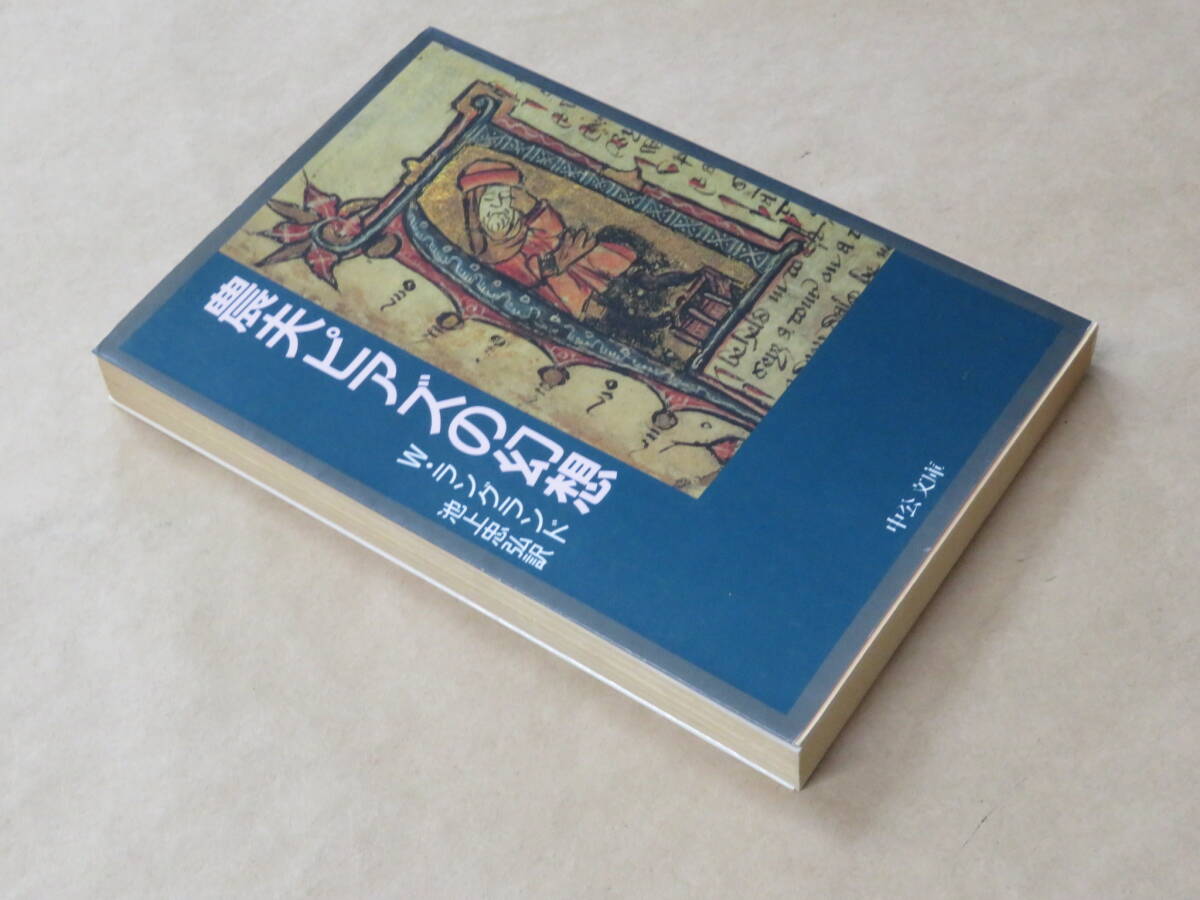 農夫ピアズの幻想
W・ラングランド
池上忠弘訳
中公文庫